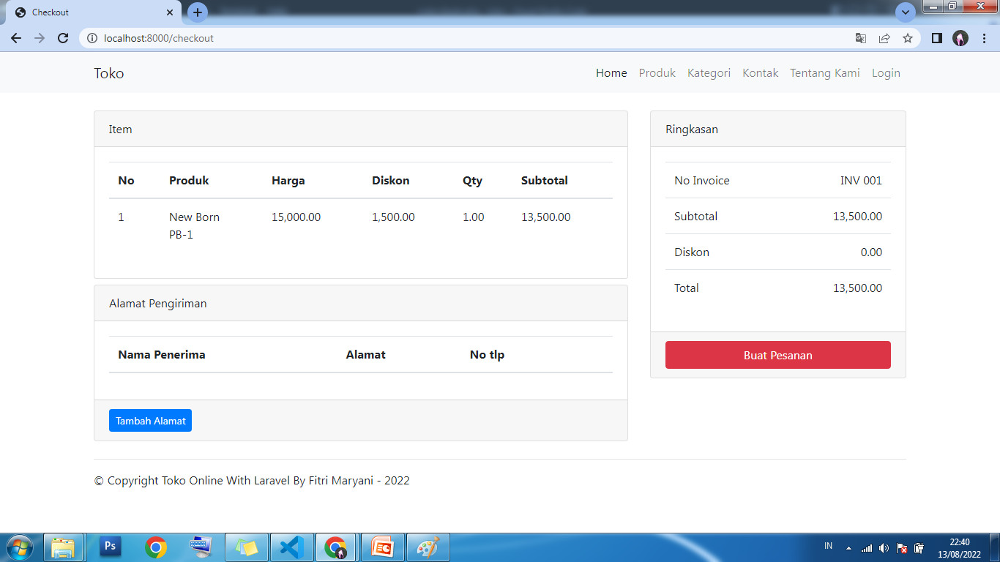 Checkout
localhost:8000/checkout
Toko
Home Produk Kategori Kontak Tentang Kami Login
Item
No Produk Harga Diskon Qty Subtotal
1 New Born 15,000.00 1,500.00 1.00 13,500.00
PB-1
Alamat Pengiriman
Nama Penerima Alamat No tlp
Tambah Alamat
Ringkasan
No Invoice INV 001
Subtotal 13,500.00
Diskon 0.00
Total 13,500.00
Buat Pesanan
© Copyright Toko Online With Laravel By Fitri Maryani - 2022
Ps
IN
22:40
13/08/2022